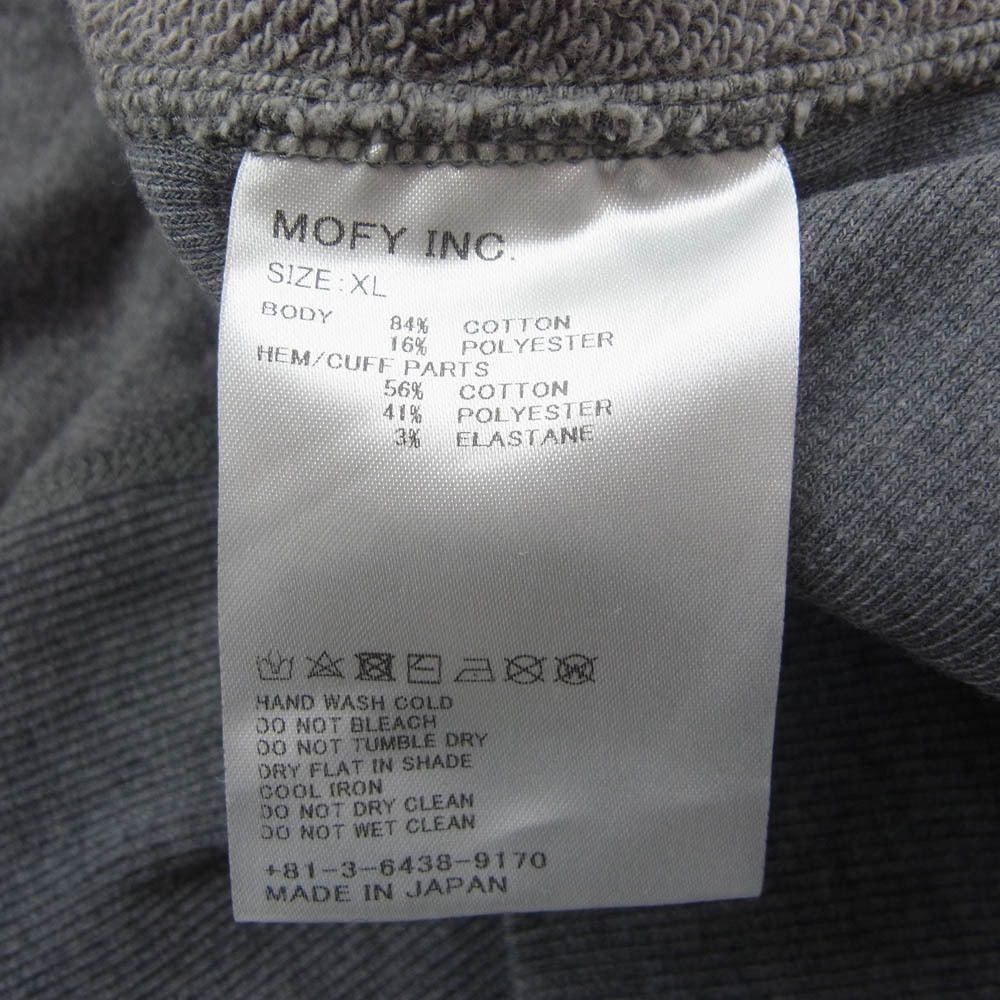 MOFY INC.
SIZE:XL
BODY 84% COTTON
16% POLYESTER
HEM/CUFF PARTS
56% COTTON
41% POLYESTER
3% ELASTANE
W
HAND WASH COLD
DO NOT BLEACH
DO NOT TUMBLE DRY
DRY FLAT IN SHADE
COOL IRON
DO NOT DRY CLEAN
DO NOT WET CLEAN
+81-3-6438-9170
MADE IN JAPAN